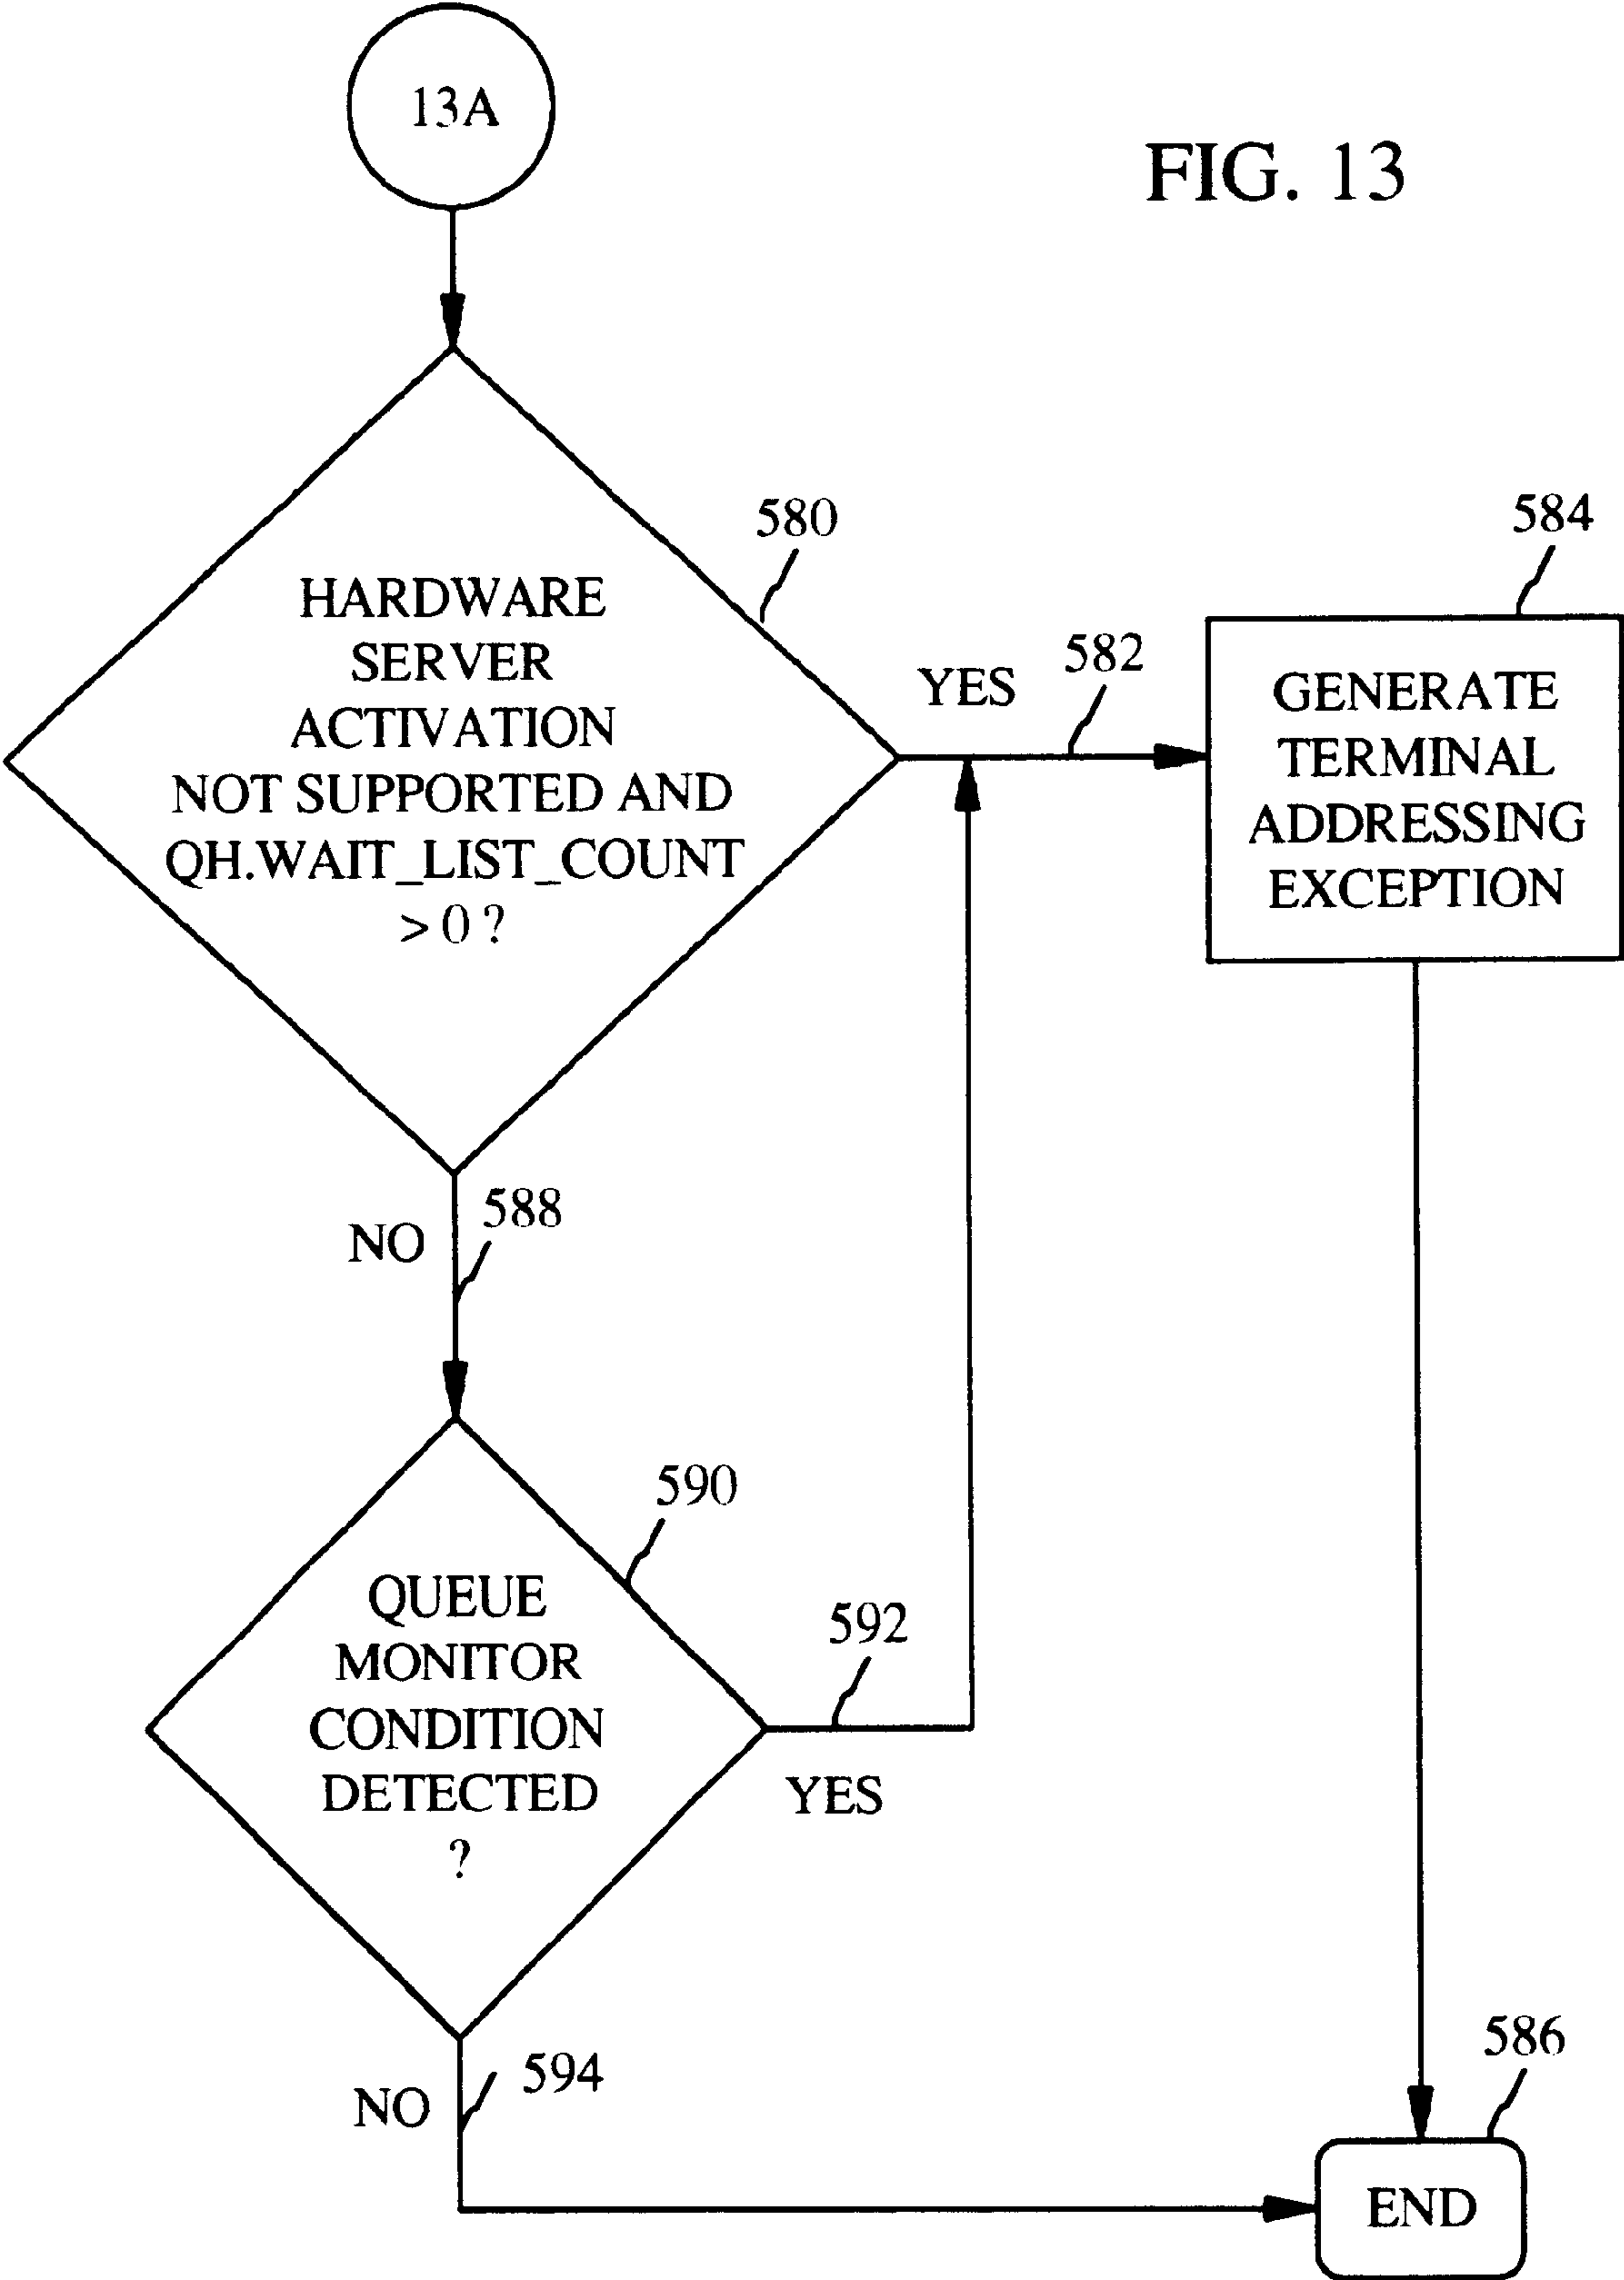 13A
FIG. 13
580
HARDWARE
SERVER
ACTIVATION
NOT SUPPORTED AND
QH.WAIT_LIST_COUNT
> 0 ?
YES
582
584
GENERATE
TERMINAL
ADDRESSING
EXCEPTION
NO
588
590
QUEUE
MONITOR
CONDITION
DETECTED
?
592
YES
NO
594
586
END